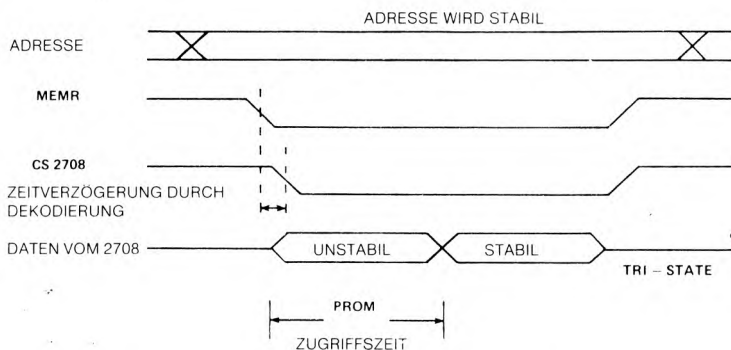 ADRESSE WIRD STABIL
ADRESSE
MEMR
CS 2708
ZEITVERZÖGERUNG DURCH
DEKODIERUNG
DATEN VOM 2708
UNSTABIL
STABIL
TRI – STATE
PROM
ZUGRIFFSZEIT